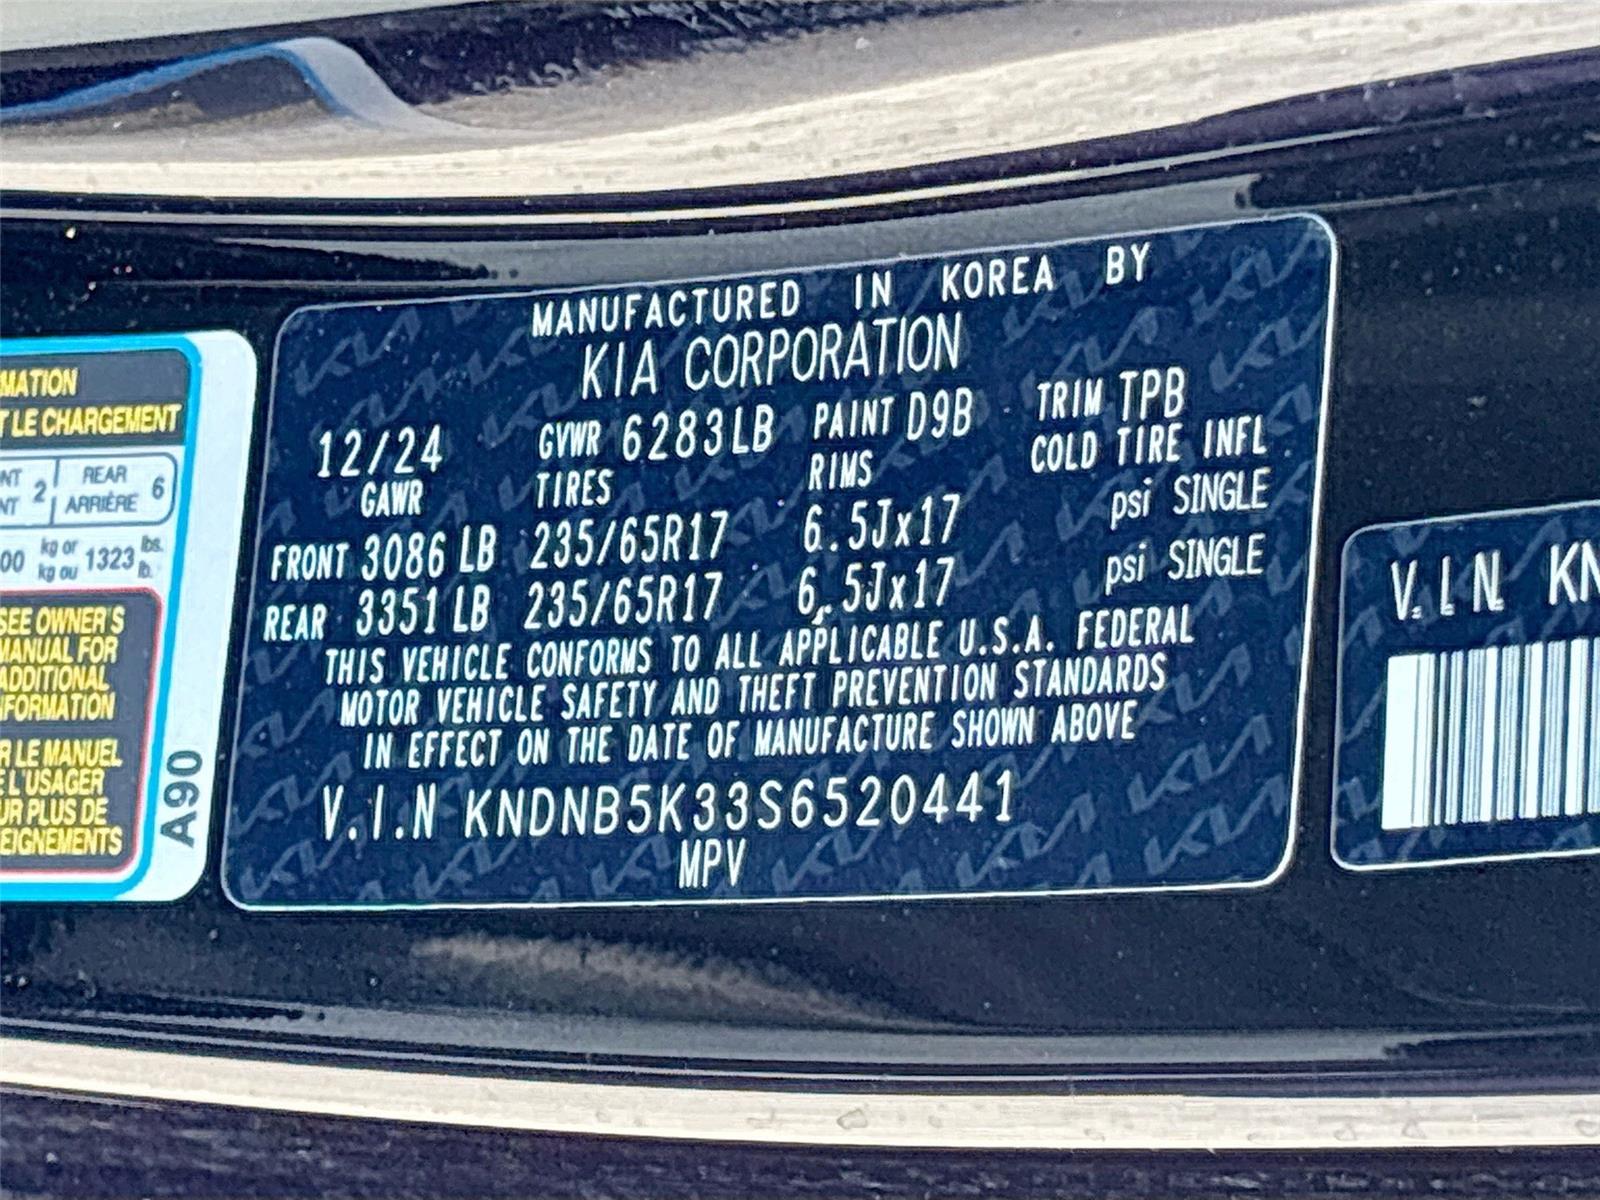 MANUFACTURED IN KOREA BY
KIA CORPORATION
12/24 GVWR 6283LB PAINT D9B TRIM TPB
GAWR TIRES RIMS COLD TIRE INFL
FRONT 3086 LB 235/65R17 6.5Jx17 psi SINGLE
REAR 3351 LB 235/65R17 6.5Jx17 psi SINGLE
THIS VEHICLE CONFORMS TO ALL APPLICABLE U.S.A. FEDERAL
MOTOR VEHICLE SAFETY AND THEFT PREVENTION STANDARDS
IN EFFECT ON THE DATE OF MANUFACTURE SHOWN ABOVE
V.I.N KNDNB5K33S6520441
MPV
MATION
T LE CHARGEMENT
NT 2 REAR 6
NT ARRIÈRE
00 kg or 1323 lbs.
kg ou lb.
SEE OWNER'S
MANUAL FOR
ADDITIONAL
FORMATION
R LE MANUEL
L'USAGER
UR PLUS DE
EIGNEMENTS
A90
V.I.N. KN